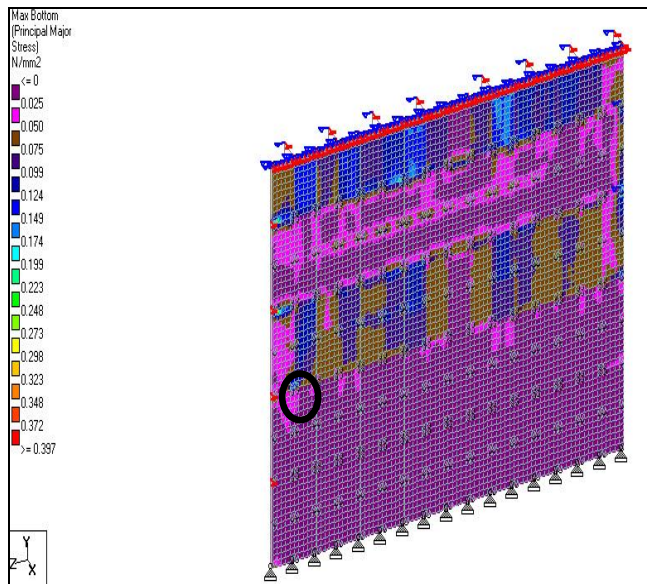 Max Bottom
(Principal Major
Stress)
N/mm2
<= 0
0.025
0.050
0.075
0.099
0.124
0.149
0.174
0.199
0.223
0.248
0.273
0.298
0.323
0.348
0.372
>= 0.397
Y
Z
X